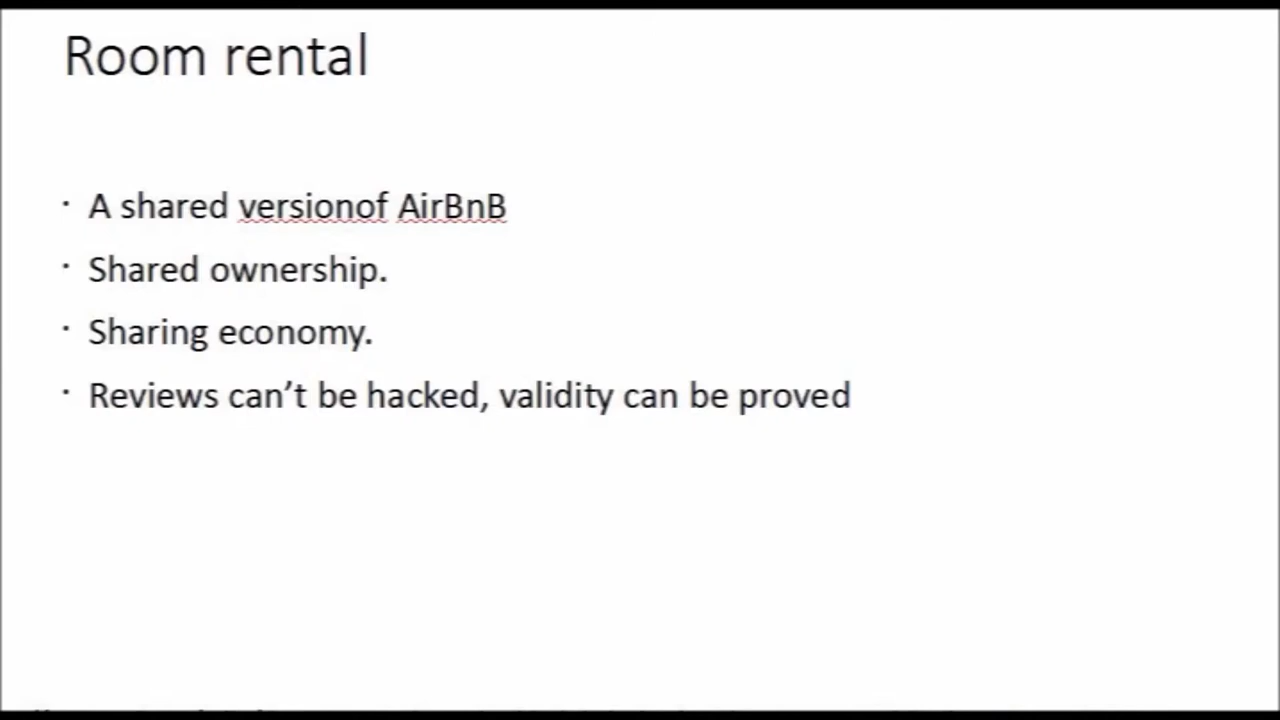 Room rental
· A shared versionof AirBnB
· Shared ownership.
· Sharing economy.
· Reviews can’t be hacked, validity can be proved